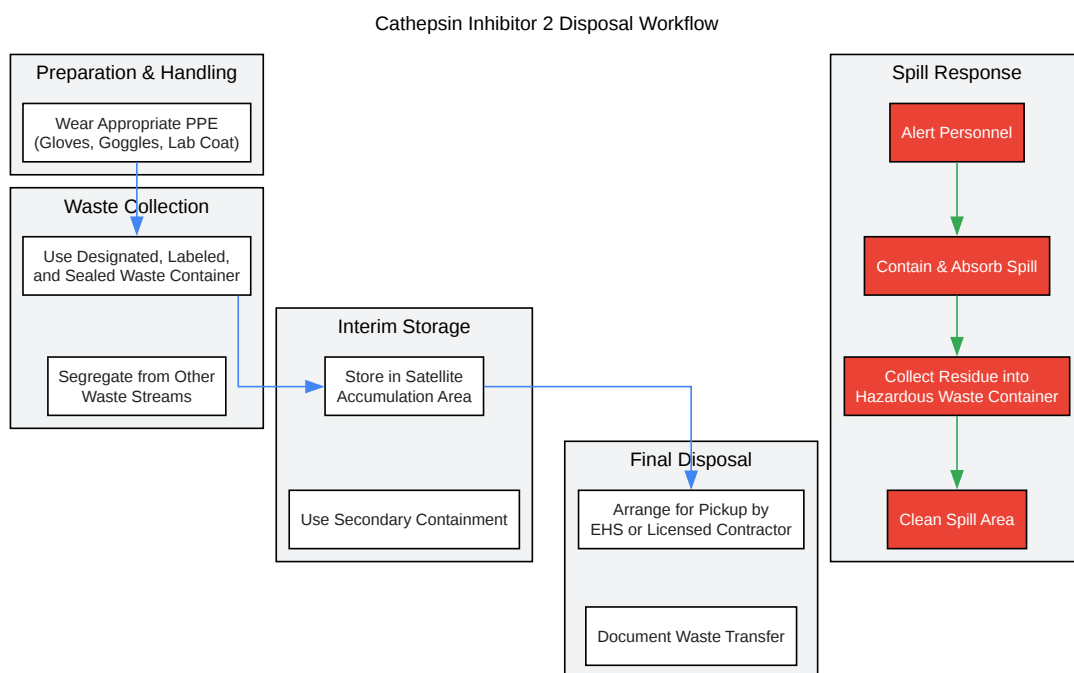 Cathepsin Inhibitor 2 Disposal Workflow
Preparation & Handling
Wear Appropriate PPE
(Gloves, Goggles, Lab Coat)
Waste Collection
Use Designated, Labeled,
and Sealed Waste Container
Segregate from Other
Waste Streams
Interim Storage
Store in Satellite
Accumulation Area
Use Secondary Containment
Final Disposal
Arrange for Pickup by
EHS or Licensed Contractor
Document Waste Transfer
Spill Response
Alert Personnel
Contain & Absorb Spill
Collect Residue into
Hazardous Waste Container
Clean Spill Area